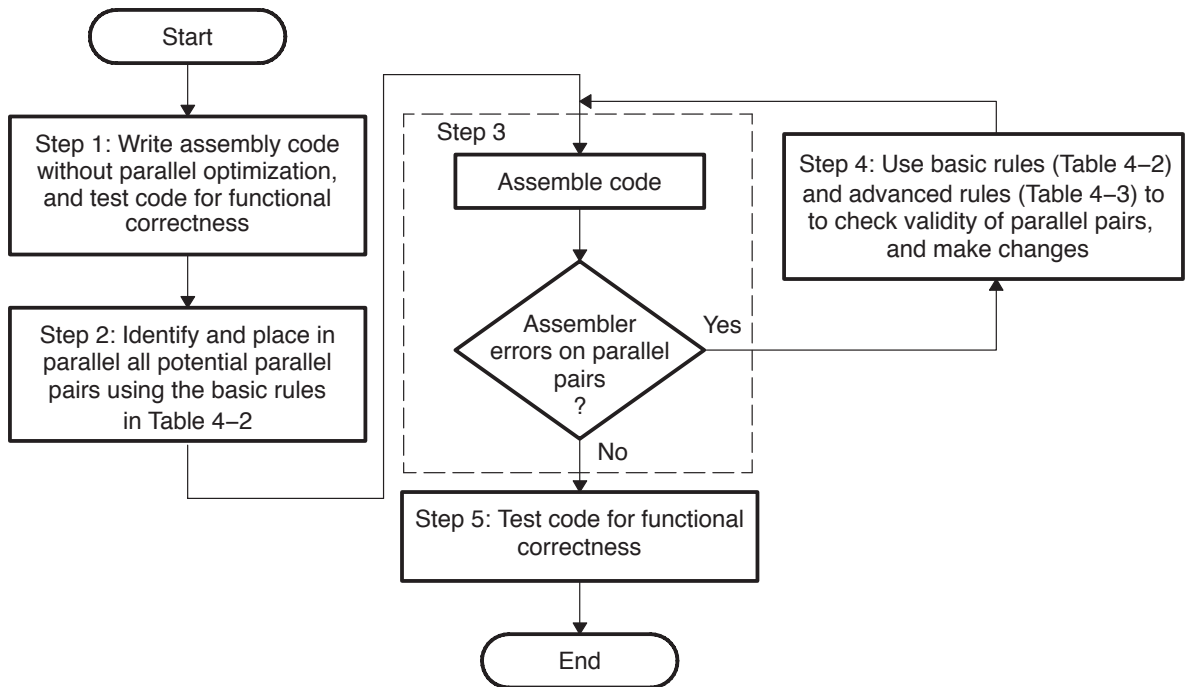 Start
Step 1: Write assembly code
without parallel optimization,
and test code for functional
correctness
Step 2: Identify and place in
parallel all potential parallel
pairs using the basic rules
in Table 4–2
Step 3
Assemble code
Assembler
errors on parallel
pairs
?
Yes
No
Step 4: Use basic rules (Table 4–2)
and advanced rules (Table 4–3) to
to check validity of parallel pairs,
and make changes
Step 5: Test code for functional
correctness
End